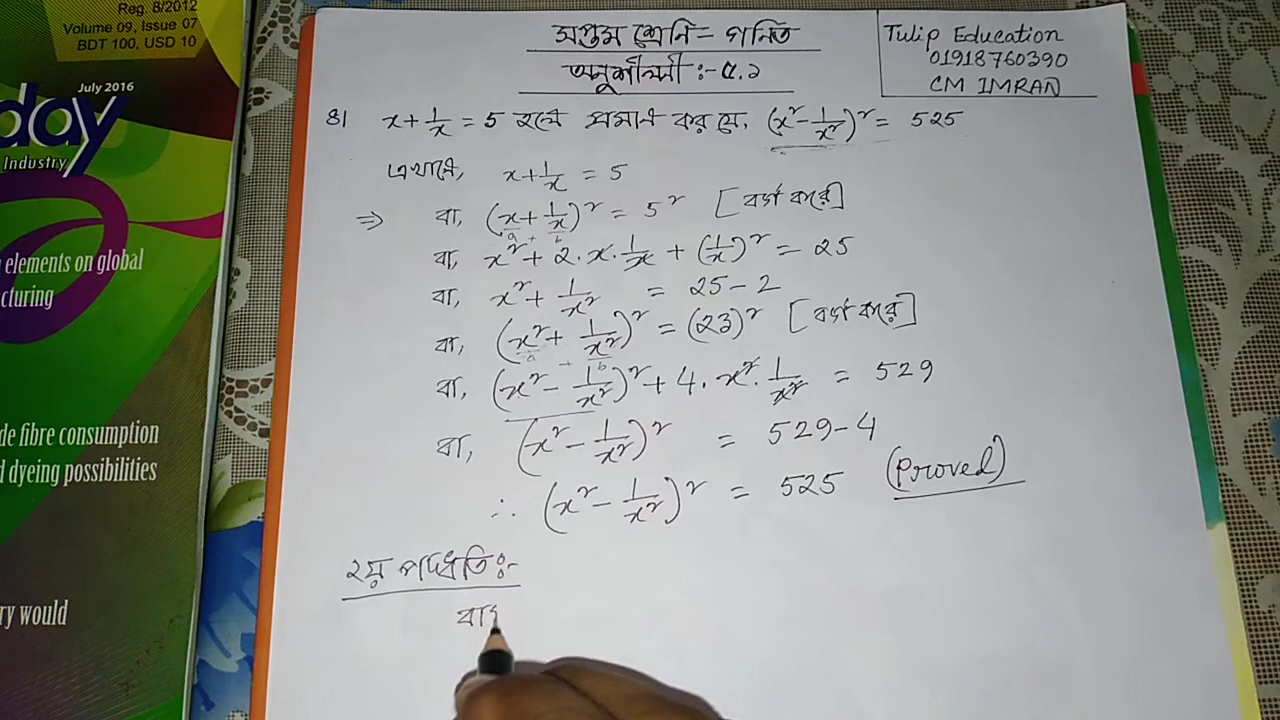 Reg. 8/2012
Volume 09, Issue 07
BDT 100, USD 10
July 2016
day
Industry
elements on global
cturing
de fibre consumption
d dyeing possibilities
ry would
সপ্তম শ্রেনি - গনিত
অনুশীলনী :- ৫.১
Tulip Education
01918760390
CM IMRAN
৪। x + 1/x = 5 হলে প্রমাণ কর যে, (x² - 1/x²)² = 525
এখানে, x + 1/x = 5
⇒ বা, (x + 1/x)² = 5² [বর্গ করে]
বা, x² + 2·x·1/x + (1/x)² = 25
বা, x² + 1/x² = 25 - 2
বা, (x² + 1/x²)² = (23)² [বর্গ করে]
বা, (x² - 1/x²)² + 4·x²·1/x² = 529
বা, (x² - 1/x²)² = 529 - 4
∴ (x² - 1/x²)² = 525 (Proved)
২য় পদ্ধতি :-
বা